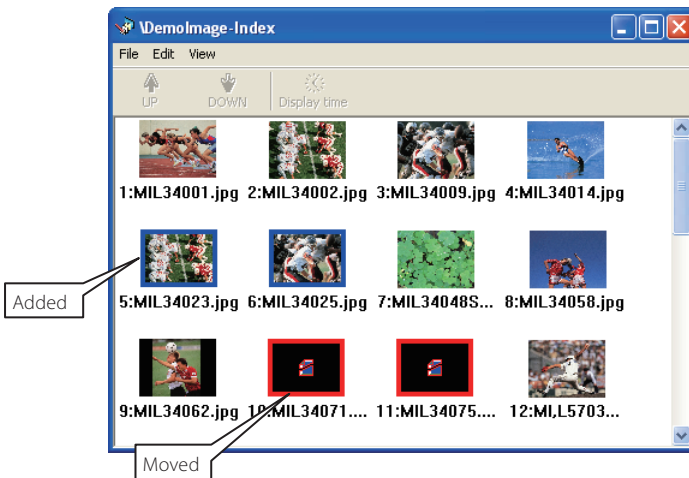 \DemoImage-Index
File Edit View
UP DOWN Display time
1:MIL34001.jpg 2:MIL34002.jpg 3:MIL34009.jpg 4:MIL34014.jpg
Added
5:MIL34023.jpg 6:MIL34025.jpg 7:MIL34048S... 8:MIL34058.jpg
9:MIL34062.jpg 10:MIL34071.... 11:MIL34075.... 12:MI,L5703...
Moved